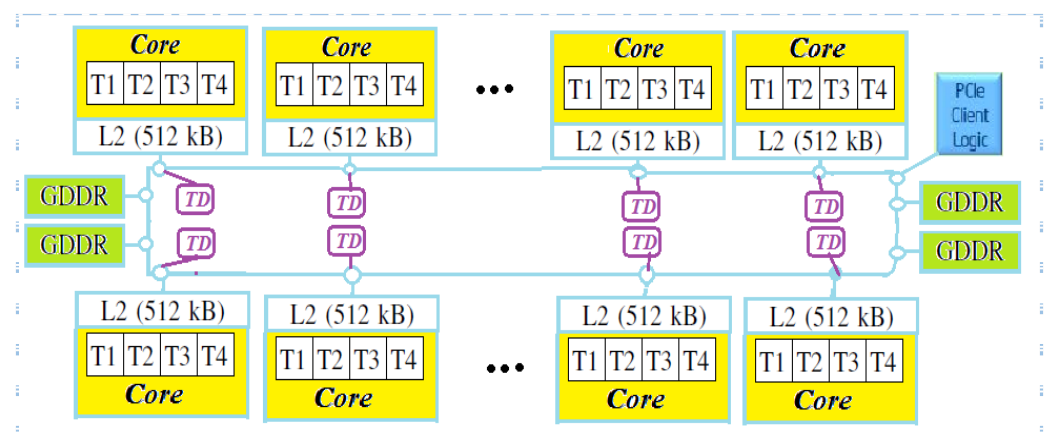 Core
Core
Core
Core
T1 T2 T3 T4
T1 T2 T3 T4
T1 T2 T3 T4
T1 T2 T3 T4
•••
PCIe
Client
Logic
L2 (512 kB)
L2 (512 kB)
L2 (512 kB)
L2 (512 kB)
GDDR
TD
TD
TD
TD
GDDR
GDDR
TD
TD
TD
TD
GDDR
L2 (512 kB)
L2 (512 kB)
L2 (512 kB)
L2 (512 kB)
T1 T2 T3 T4
T1 T2 T3 T4
•••
T1 T2 T3 T4
T1 T2 T3 T4
Core
Core
Core
Core